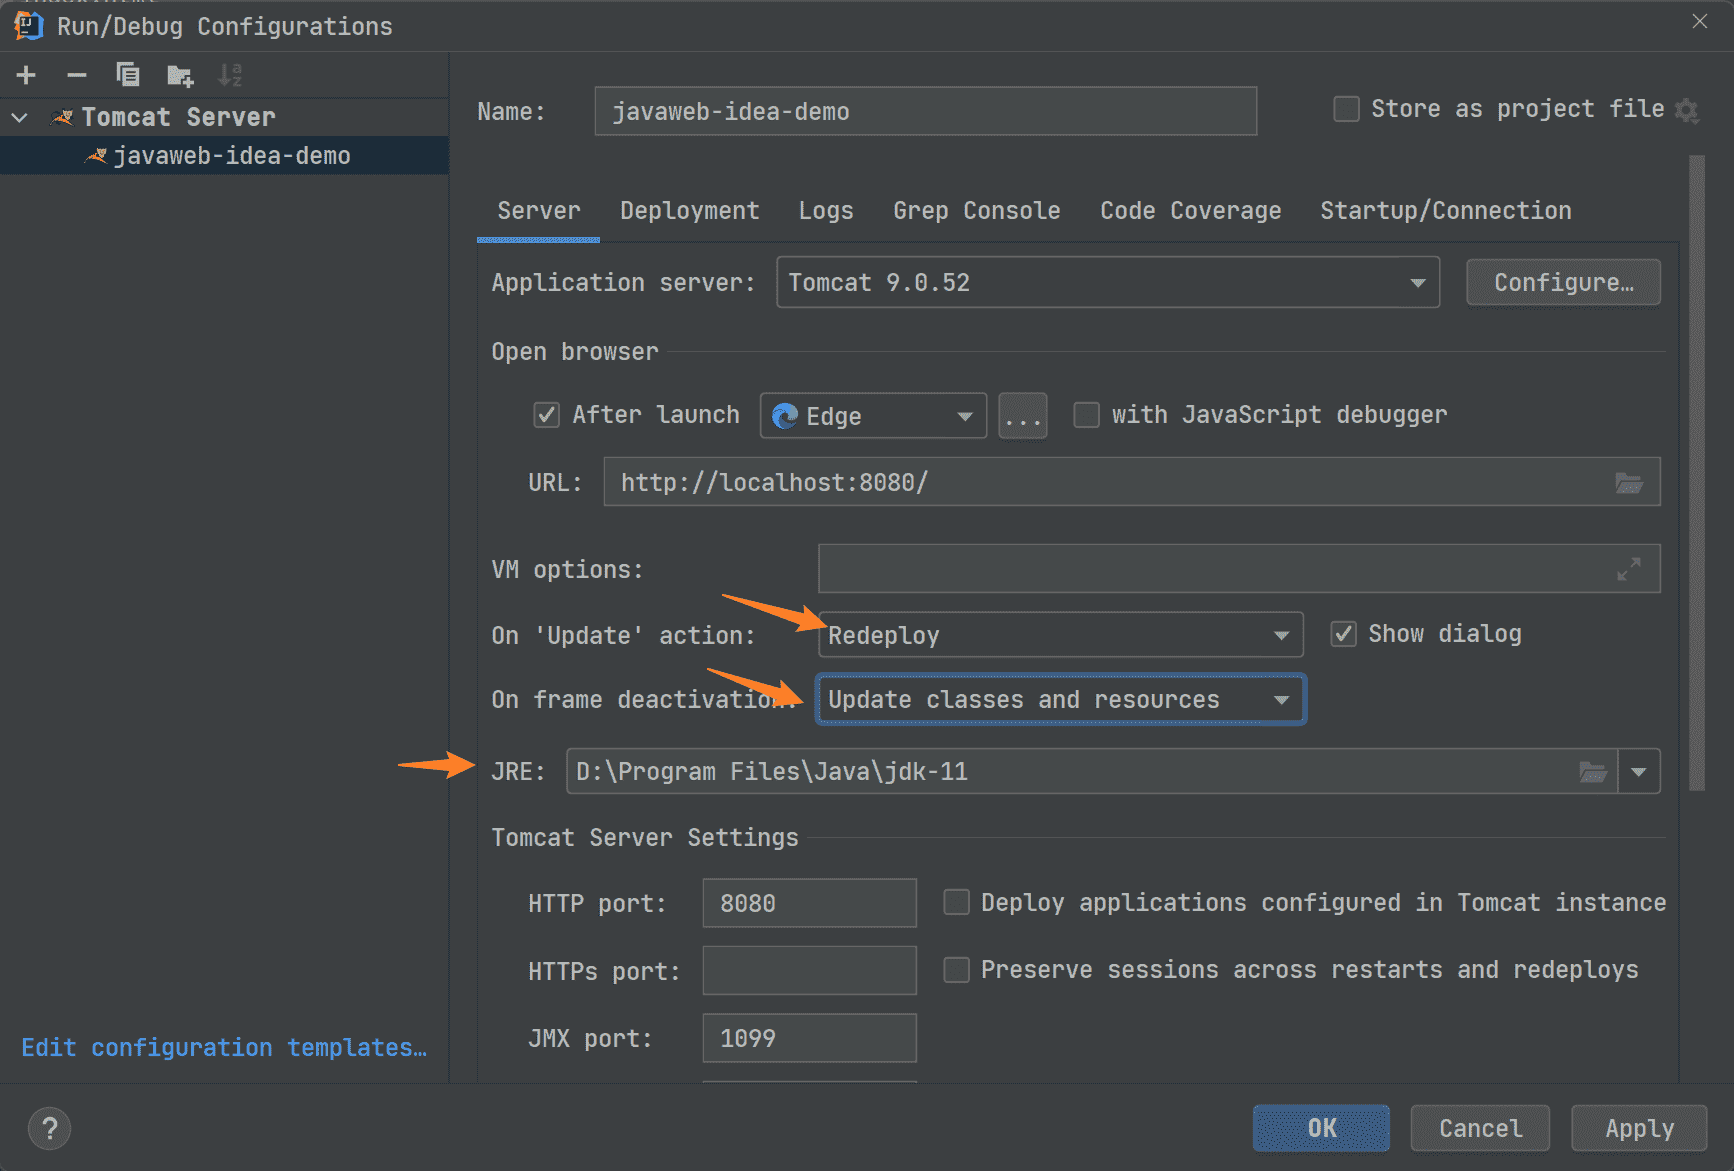 Run/Debug Configurations
Tomcat Server
javaweb-idea-demo
Name: javaweb-idea-demo Store as project file
Server Deployment Logs Grep Console Code Coverage Startup/Connection
Application server: Tomcat 9.0.52 Configure…
Open browser
After launch Edge ... with JavaScript debugger
URL: http://localhost:8080/
VM options:
On 'Update' action: Redeploy Show dialog
On frame deactivation: Update classes and resources
JRE: D:\Program Files\Java\jdk-11
Tomcat Server Settings
HTTP port: 8080 Deploy applications configured in Tomcat instance
HTTPs port: Preserve sessions across restarts and redeploys
JMX port: 1099
Edit configuration templates…
? OK Cancel Apply